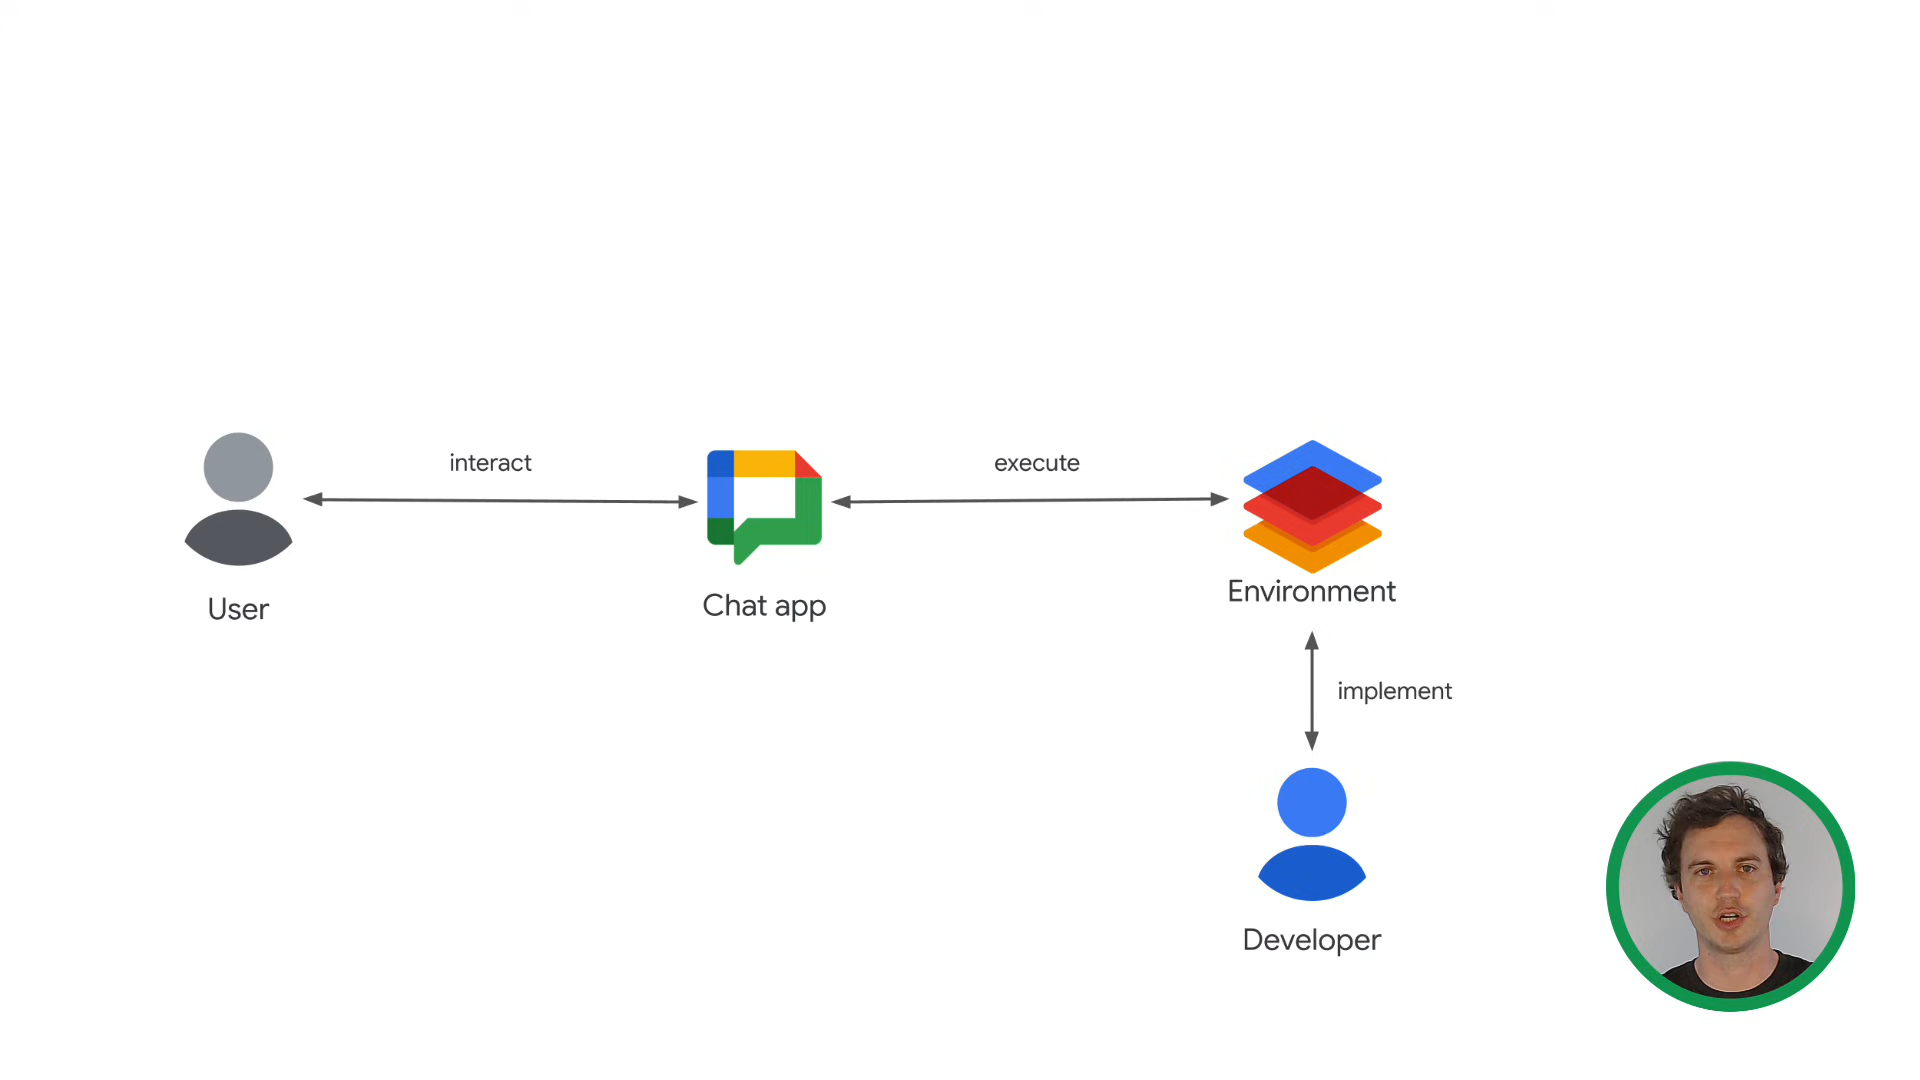 interact
execute
User
Chat app
Environment
implement
Developer